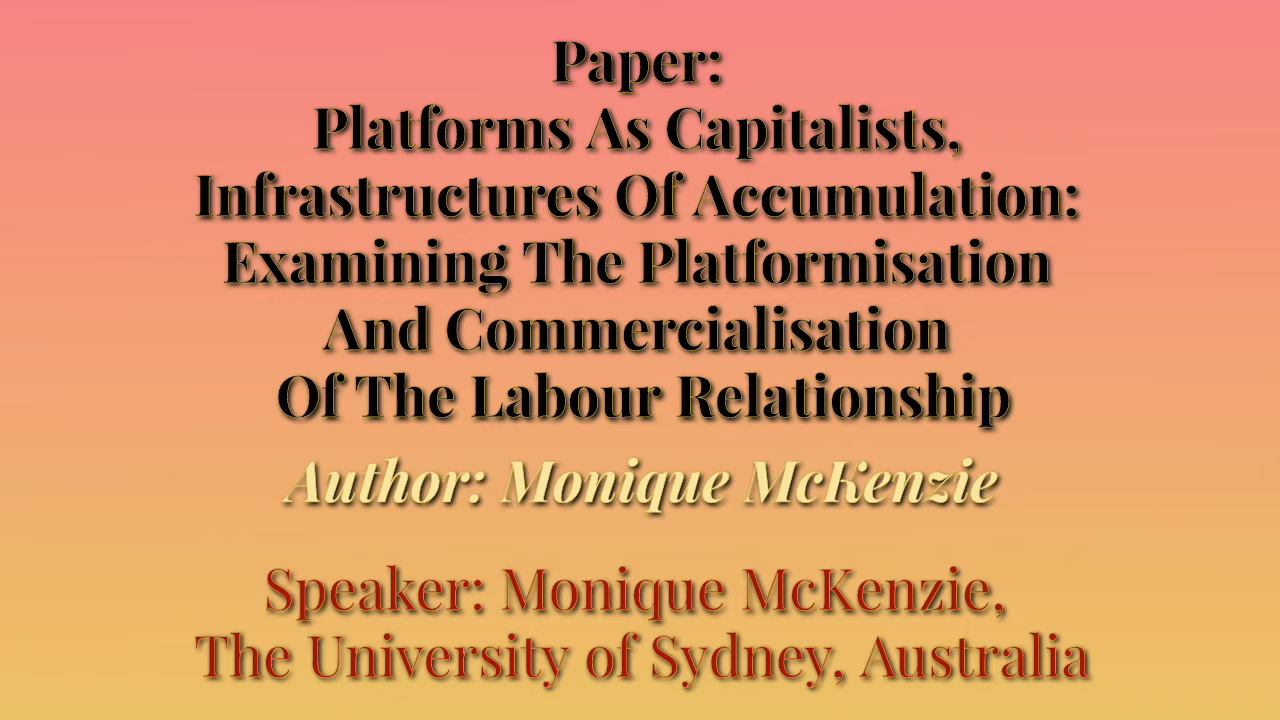 Paper:
Platforms As Capitalists,
Infrastructures Of Accumulation:
Examining The Platformisation
And Commercialisation
Of The Labour Relationship
Author: Monique McKenzie
Speaker: Monique McKenzie,
The University of Sydney, Australia